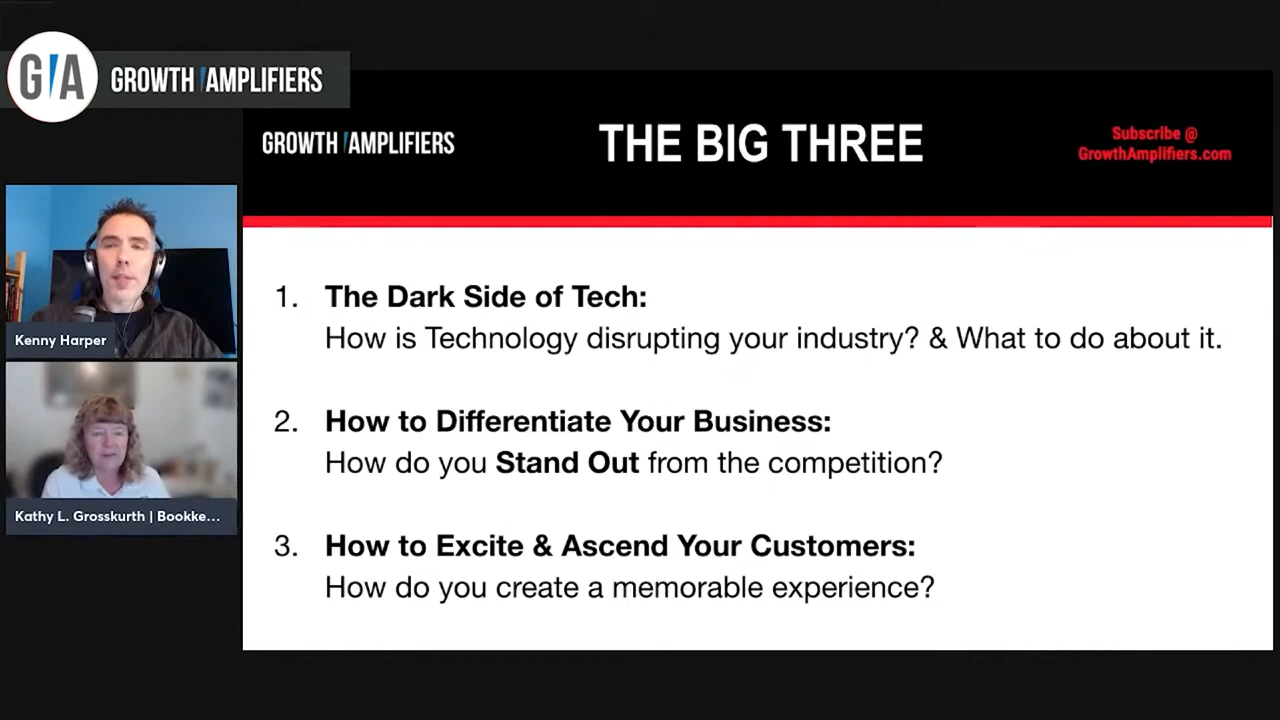 G/A GROWTH AMPLIFIERS
GROWTH AMPLIFIERS
THE BIG THREE
Subscribe @
GrowthAmplifiers.com
Kenny Harper
Kathy L. Grosskurth | Bookke...
1. The Dark Side of Tech:
How is Technology disrupting your industry? & What to do about it.
2. How to Differentiate Your Business:
How do you Stand Out from the competition?
3. How to Excite & Ascend Your Customers:
How do you create a memorable experience?